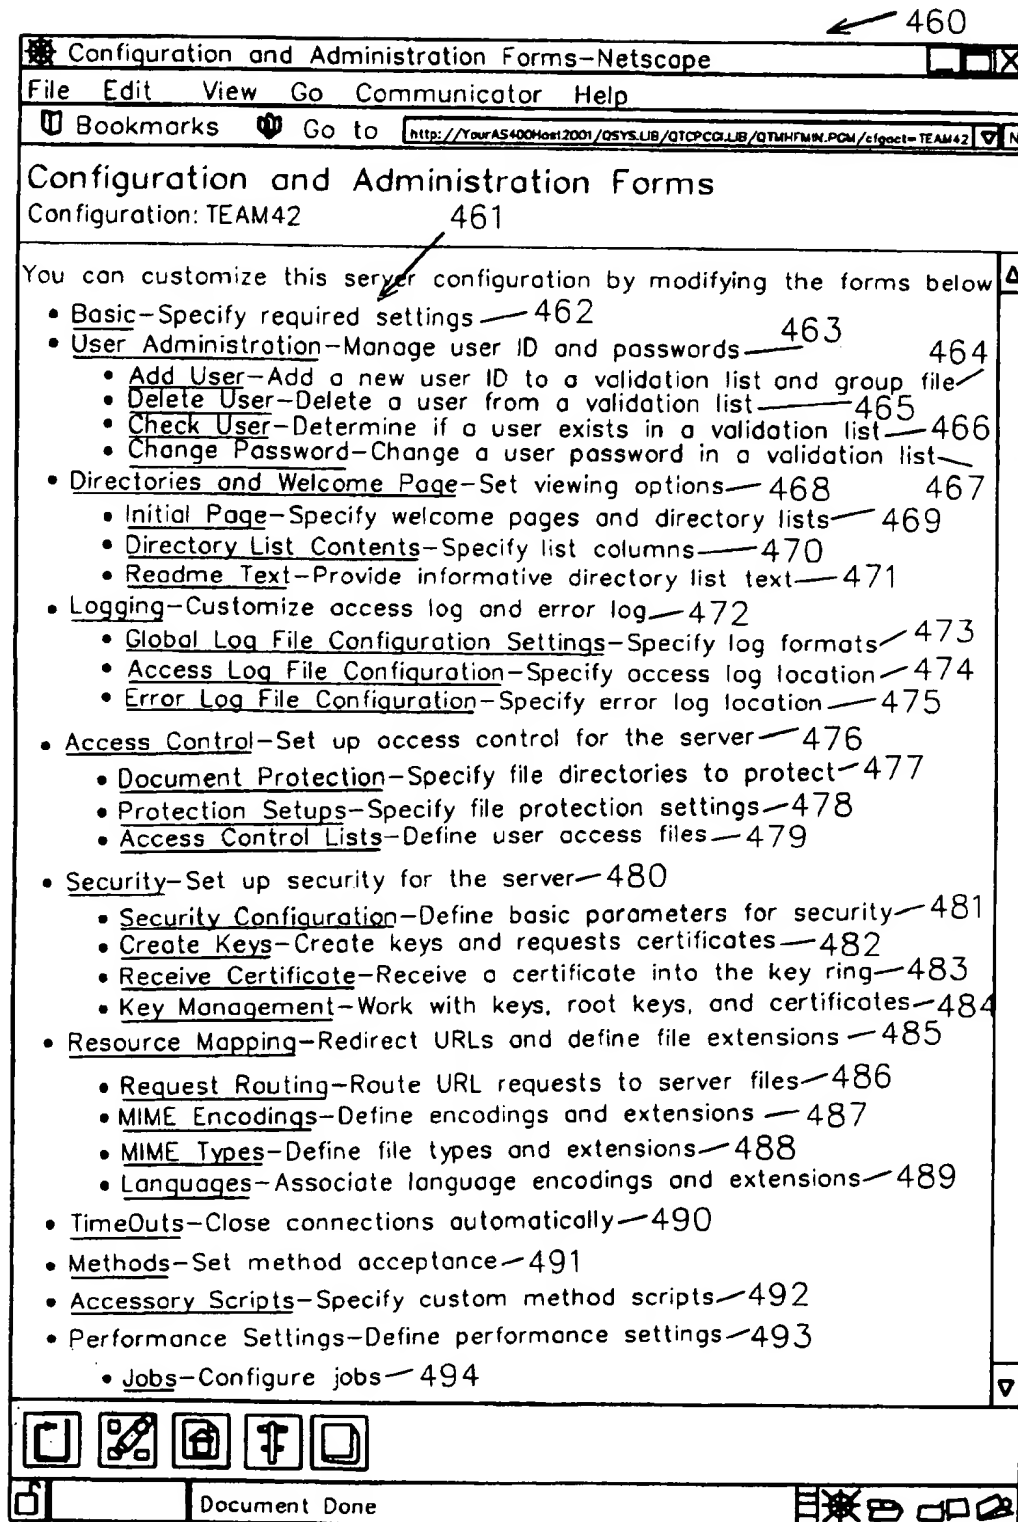 460
Configuration and Administration Forms-Netscape
File Edit View Go Communicator Help
Bookmarks Go to http://YourAS400Host2001/QSYS.LIB/QTCPCGI.LIB/QTMHFMIN.PGM/cfgact=TEAM42 N
Configuration and Administration Forms
Configuration: TEAM42 461
You can customize this server configuration by modifying the forms below
• Basic-Specify required settings 462
• User Administration-Manage user ID and passwords 463
• Add User-Add a new user ID to a validation list and group file 464
• Delete User-Delete a user from a validation list 465
• Check User-Determine if a user exists in a validation list 466
• Change Password-Change a user password in a validation list 467
• Directories and Welcome Page-Set viewing options 468
• Initial Page-Specify welcome pages and directory lists 469
• Directory List Contents-Specify list columns 470
• Readme Text-Provide informative directory list text 471
• Logging-Customize access log and error log 472
• Global Log File Configuration Settings-Specify log formats 473
• Access Log File Configuration-Specify access log location 474
• Error Log File Configuration-Specify error log location 475
• Access Control-Set up access control for the server 476
• Document Protection-Specify file directories to protect 477
• Protection Setups-Specify file protection settings 478
• Access Control Lists-Define user access files 479
• Security-Set up security for the server 480
• Security Configuration-Define basic parameters for security 481
• Create Keys-Create keys and requests certificates 482
• Receive Certificate-Receive a certificate into the key ring 483
• Key Management-Work with keys, root keys, and certificates 484
• Resource Mapping-Redirect URLs and define file extensions 485
• Request Routing-Route URL requests to server files 486
• MIME Encodings-Define encodings and extensions 487
• MIME Types-Define file types and extensions 488
• Languages-Associate language encodings and extensions 489
• TimeOuts-Close connections automatically 490
• Methods-Set method acceptance 491
• Accessory Scripts-Specify custom method scripts 492
• Performance Settings-Define performance settings 493
• Jobs-Configure jobs 494
Document Done